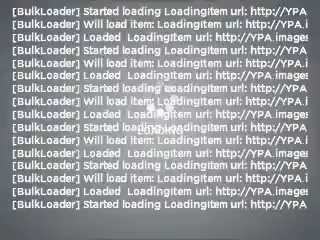 [BulkLoader] Started loading LoadingItem url: http://YPA
[BulkLoader] Will load item: LoadingItem url: http://YPA.i
[BulkLoader] Loaded  LoadingItem url: http://YPA.images
[BulkLoader] Started loading LoadingItem url: http://YPA
[BulkLoader] Will load item: LoadingItem url: http://YPA.i
[BulkLoader] Loaded  LoadingItem url: http://YPA.images
[BulkLoader] Started loading LoadingItem url: http://YPA
[BulkLoader] Will load item: LoadingItem url: http://YPA.i
[BulkLoader] Loaded  LoadingItem url: http://YPA.images
[BulkLoader] Started loading LoadingItem url: http://YPA
LOADING
[BulkLoader] Will load item: LoadingItem url: http://YPA.i
[BulkLoader] Loaded  LoadingItem url: http://YPA.images
[BulkLoader] Started loading LoadingItem url: http://YPA
[BulkLoader] Will load item: LoadingItem url: http://YPA.i
[BulkLoader] Loaded  LoadingItem url: http://YPA.images
[BulkLoader] Started loading LoadingItem url: http://YPA